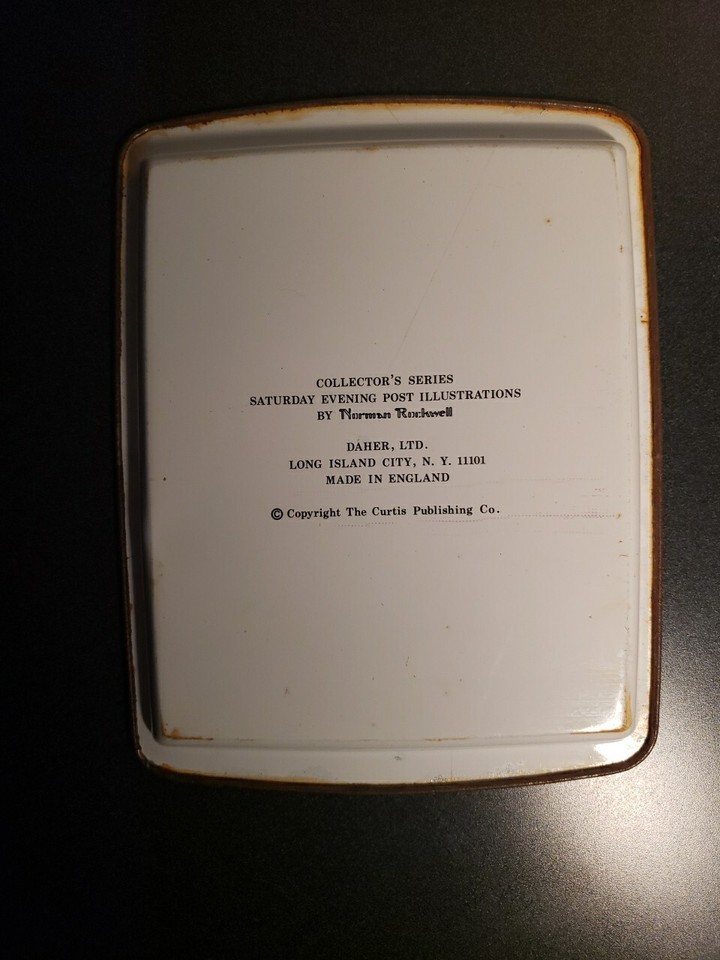 COLLECTOR'S SERIES
SATURDAY EVENING POST ILLUSTRATIONS
BY Norman Rockwell
DAHER, LTD.
LONG ISLAND CITY, N. Y. 11101
MADE IN ENGLAND
© Copyright The Curtis Publishing Co.